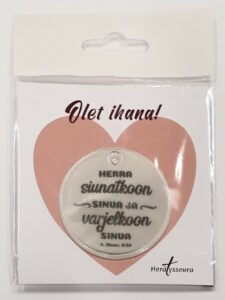 Olet ihana!
HERRA
siunatkoon
SINUA JA
varjelkoon
SINUA
4. Moos. 6:24
Herätysseura